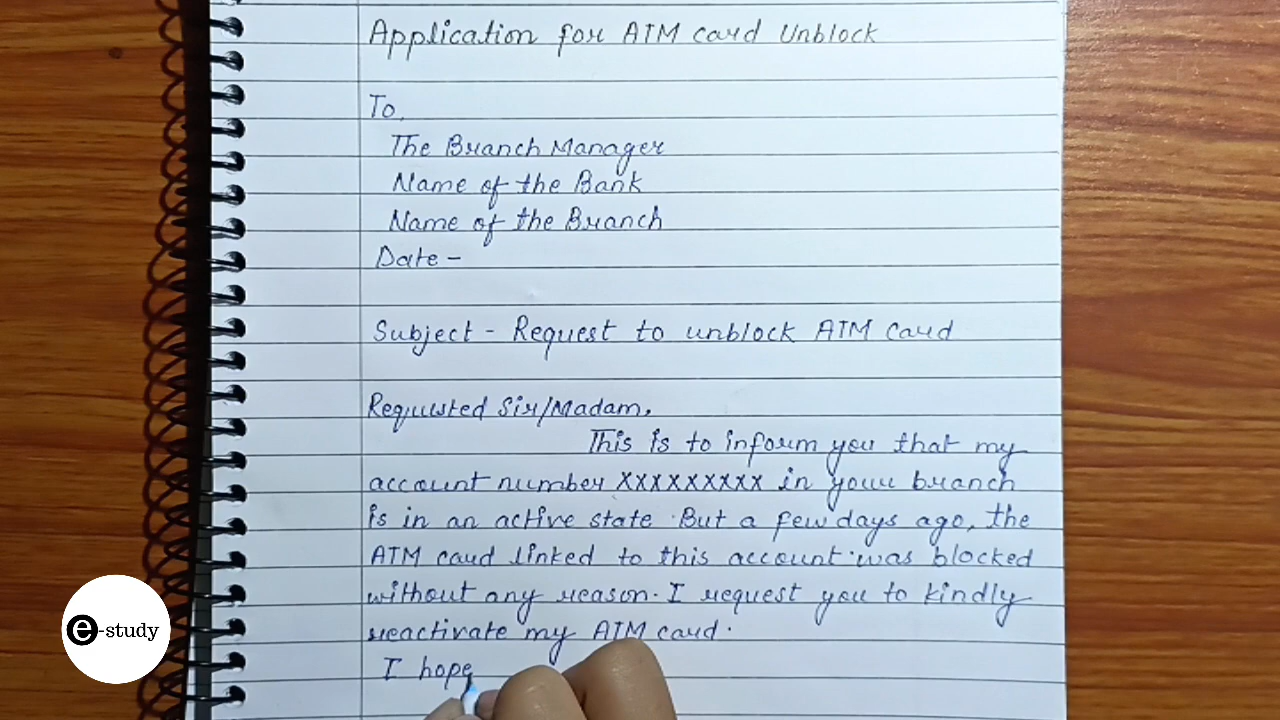 Application for ATM card Unblock
To,
The Branch Manager
Name of the Bank
Name of the Branch
Date -
Subject - Request to unblock ATM card
Requested Sir/Madam,
This is to inform you that my
account number XXXXXXXXX in your branch
is in an active state. But a few days ago, the
ATM card linked to this account was blocked
without any reason. I request you to kindly
reactivate my ATM card.
I hope
e-study